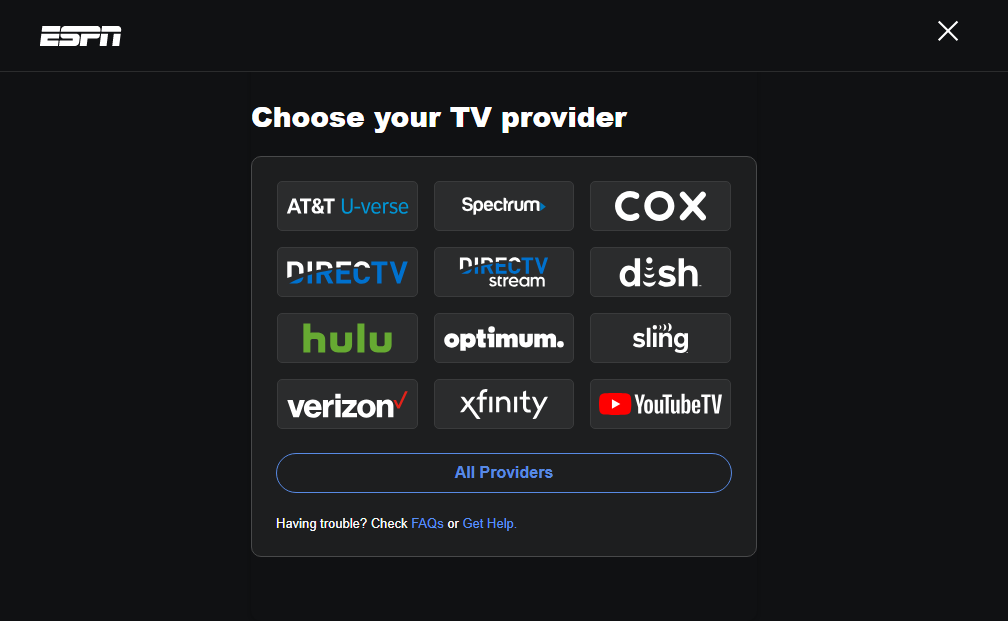 ESPN
Choose your TV provider
AT&T U-verse
Spectrum
COX
DIRECTV
DIRECTV
stream
dish
hulu
optimum.
sling
verizon
xfinity
YouTubeTV
All Providers
Having trouble? Check FAQs or Get Help.